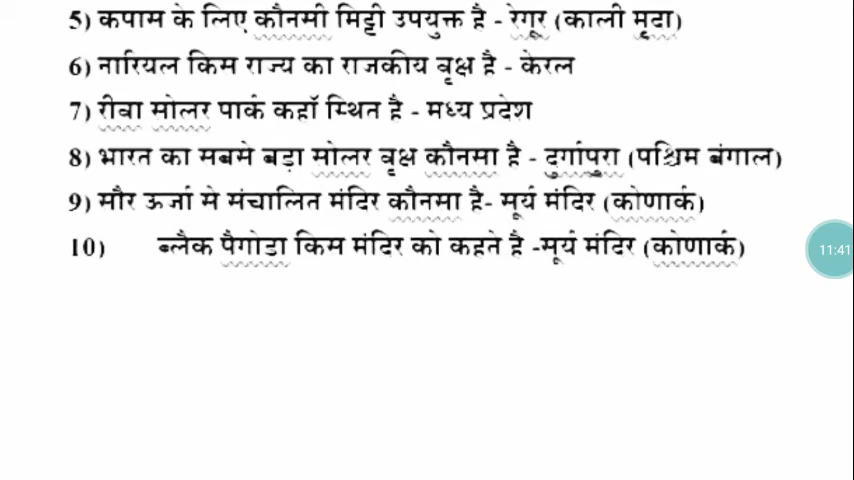 5) कपास के लिए कौनसी मिट्टी उपयुक्त है - रेगूर (काली मृदा)
6) नारियल किस राज्य का राजकीय वृक्ष है - केरल
7) रीवा सोलर पार्क कहाॅ स्थित है - मध्य प्रदेश
8) भारत का सबसे बड़ा सोलर वृक्ष कौनसा है - दुर्गापुरा (पश्चिम बंगाल)
9) सौर ऊर्जा से संचालित मंदिर कौनसा है- सूर्य मंदिर (कोणार्क)
10) ब्लैक पैगोडा किस मंदिर को कहते है -सूर्य मंदिर (कोणार्क)
11:41